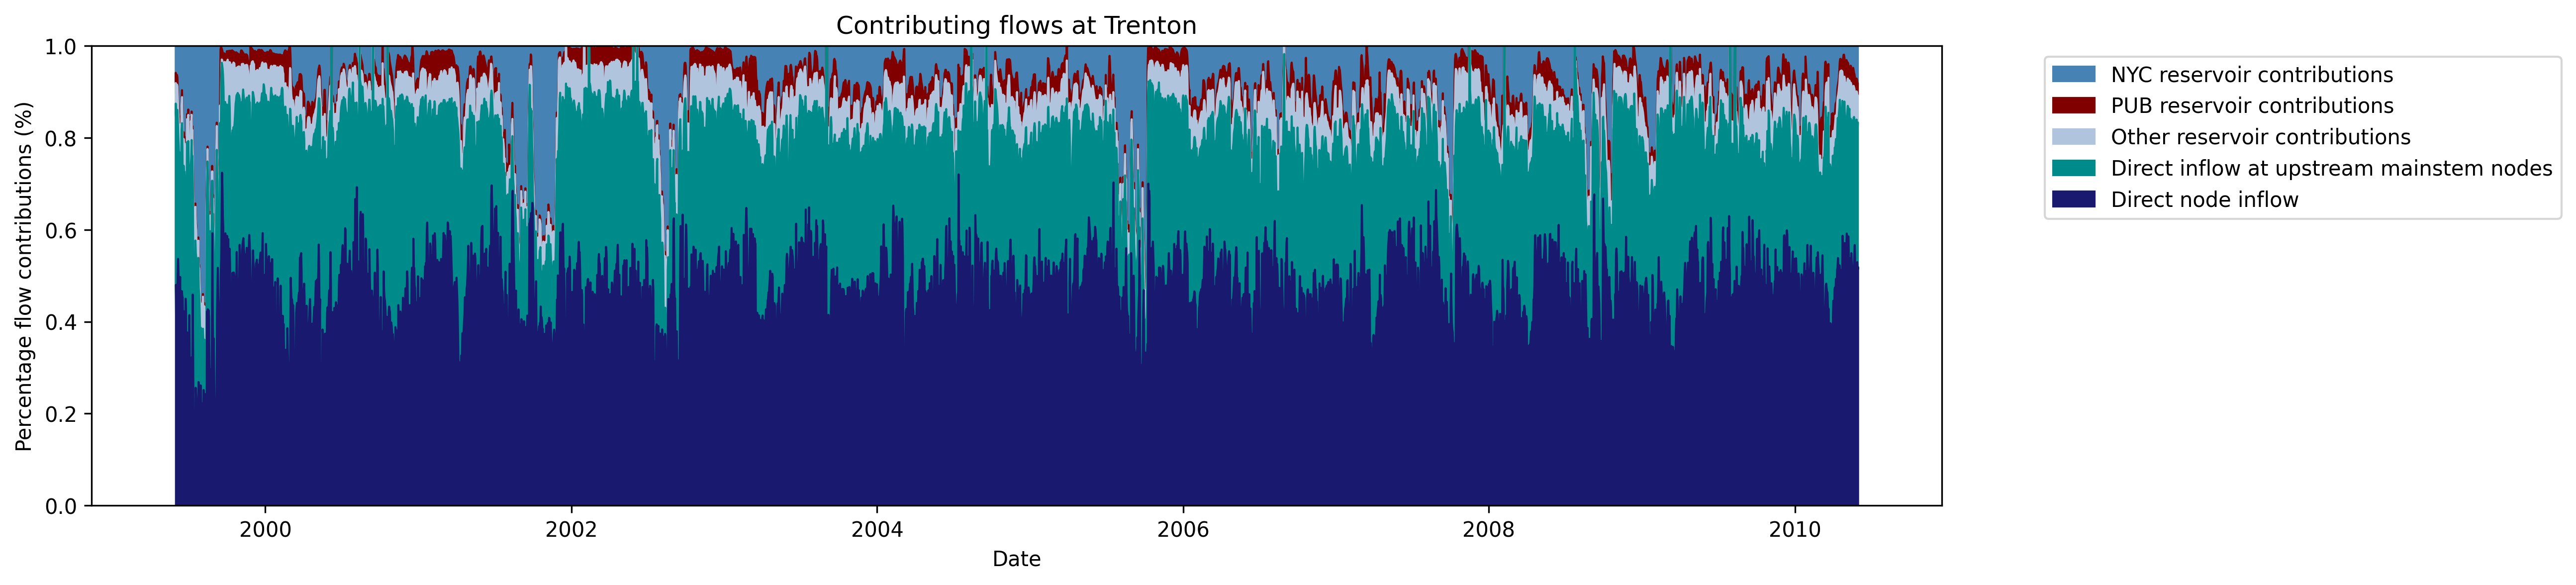 Contributing flows at Trenton
Percentage flow contributions (%)
1.0
0.8
0.6
0.4
0.2
0.0
2000
2002
2004
2006
2008
2010
Date
NYC reservoir contributions
PUB reservoir contributions
Other reservoir contributions
Direct inflow at upstream mainstem nodes
Direct node inflow